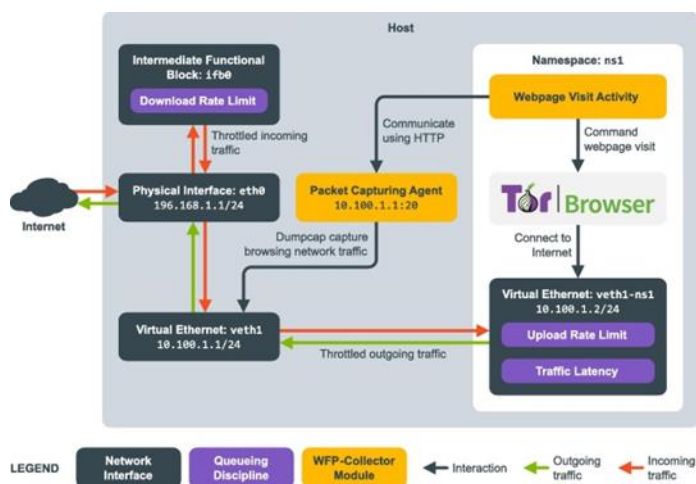 Host
Intermediate Functional
Block: ifb0
Download Rate Limit
Throttled incoming
traffic
Physical Interface: eth0
196.168.1.1/24
Internet
Communicate
using HTTP
Packet Capturing Agent
10.100.1.1:20
Dumpcap capture
browsing network traffic
Virtual Ethernet: veth1
10.100.1.1/24
Throttled outgoing traffic
Namespace: ns1
Webpage Visit Activity
Command
webpage visit
Tor Browser
Connect to
Internet
Virtual Ethernet: veth1-ns1
10.100.1.2/24
Upload Rate Limit
Traffic Latency
LEGEND
Network
Interface
Queueing
Discipline
WFP-Collector
Module
Interaction
Outgoing
traffic
Incoming
traffic